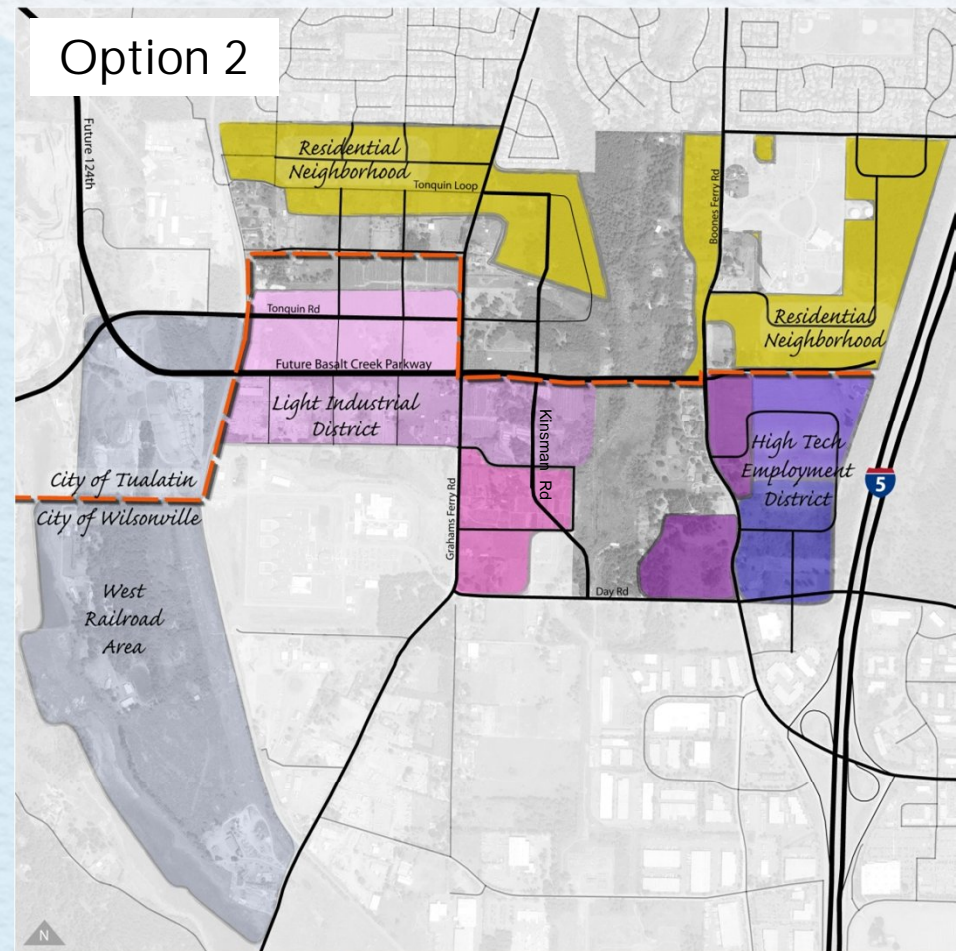 Option 2
Future 124th
Residential
Neighborhood
Tonquin Loop
Boones Ferry Rd
Tonquin Rd
Residential
Neighborhood
Future Basalt Creek Parkway
Light Industrial
District
Kinsman Rd
High Tech
Employment
District
5
City of Tualatin
City of Wilsonville
Grahams Ferry Rd
West
Railroad
Area
Day Rd
N